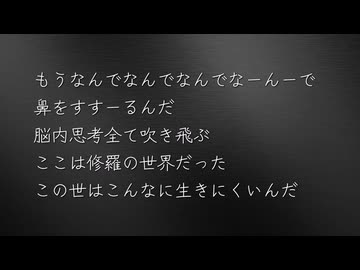 もうなんでなんでなんでなーんーで
鼻をすすーるんだ
脳内思考全て吹き飛ぶ
ここは修羅の世界だった
この世はこんなに生きにくいんだ